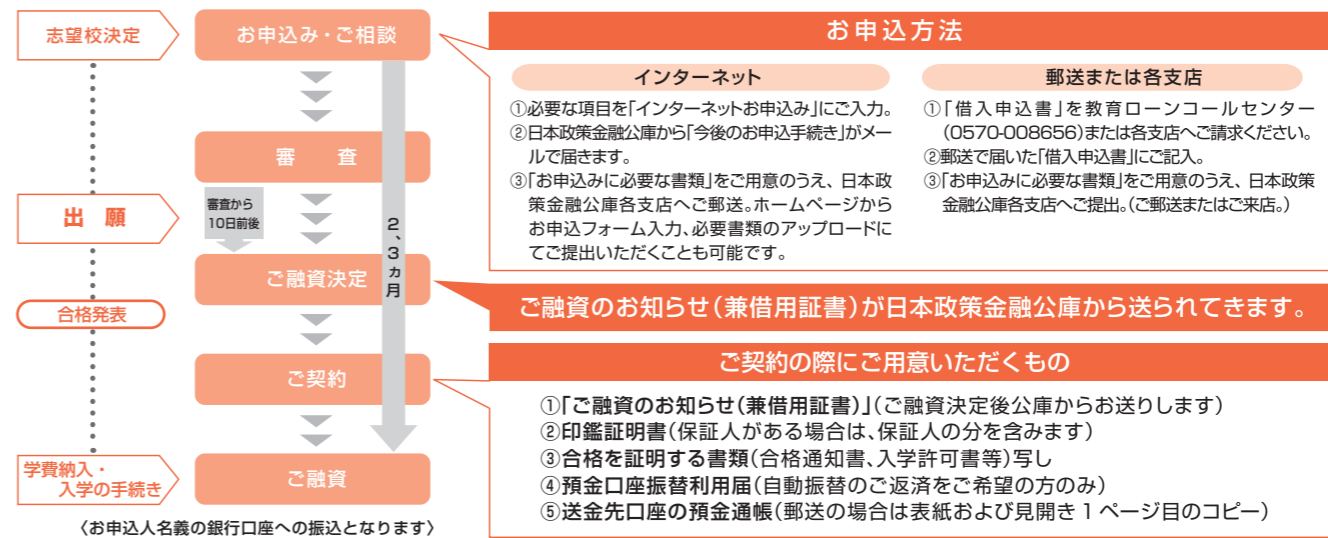 志望校決定
お申込み・ご相談
審　査
出　願
審査から
10日前後
2、3ヵ月
ご融資決定
合格発表
ご契約
学費納入・
入学の手続き
ご融資
〈お申込人名義の銀行口座への振込となります〉
お申込方法
インターネット
①必要な項目を「インターネットお申込み」にご入力。
②日本政策金融公庫から「今後のお申込手続き」がメー
ルで届きます。
③「お申込みに必要な書類」をご用意のうえ、日本政
策金融公庫各支店へご郵送。ホームページから
お申込フォーム入力、必要書類のアップロードに
てご提出いただくことも可能です。
郵送または各支店
①「借入申込書」を教育ローンコールセンター
（0570-008656）または各支店へご請求ください。
②郵送で届いた「借入申込書」にご記入。
③「お申込みに必要な書類」をご用意のうえ、日本政策
金融公庫各支店へご提出。（ご郵送またはご来店。）
ご融資のお知らせ（兼借用証書）が日本政策金融公庫から送られてきます。
ご契約の際にご用意いただくもの
①「ご融資のお知らせ（兼借用証書）」（ご融資決定後公庫からお送りします）
②印鑑証明書（保証人がある場合は、保証人の分を含みます）
③合格を証明する書類（合格通知書、入学許可書等）写し
④預金口座振替利用届（自動振替のご返済をご希望の方のみ）
⑤送金先口座の預金通帳（郵送の場合は表紙および見開き1ページ目のコピー）